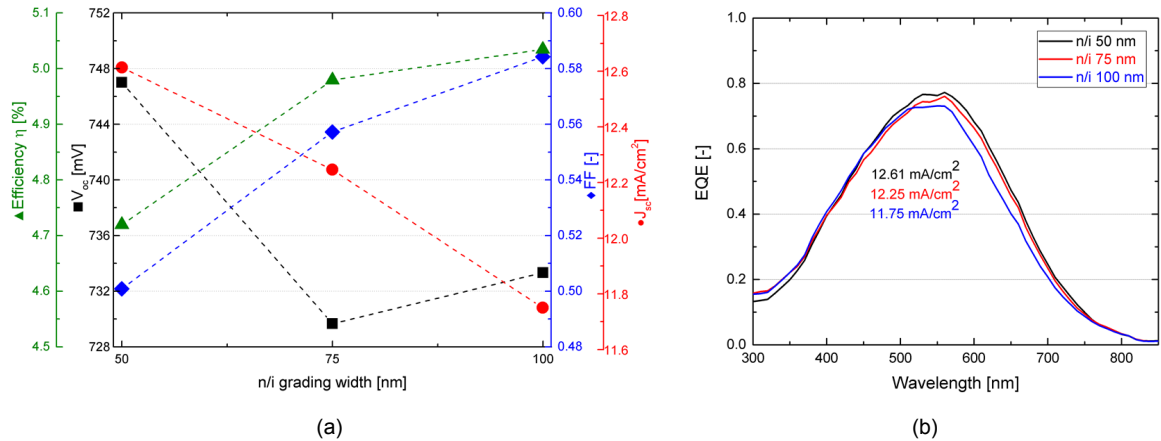 5.1
5.0
4.9
4.8
4.7
4.6
4.5
▲Efficiency η [%]
752
748
744
740
736
732
728
■V_oc [mV]
50
75
100
n/i grading width [nm]
0.60
0.58
0.56
0.54
0.52
0.50
0.48
◆FF [-]
12.8
12.6
12.4
12.2
12.0
11.8
11.6
●J_sc[mA/cm²]
(a)
1.0
0.8
0.6
0.4
0.2
0.0
EQE [-]
n/i 50 nm
n/i 75 nm
n/i 100 nm
12.61 mA/cm²
12.25 mA/cm²
11.75 mA/cm²
300
400
500
600
700
800
Wavelength [nm]
(b)